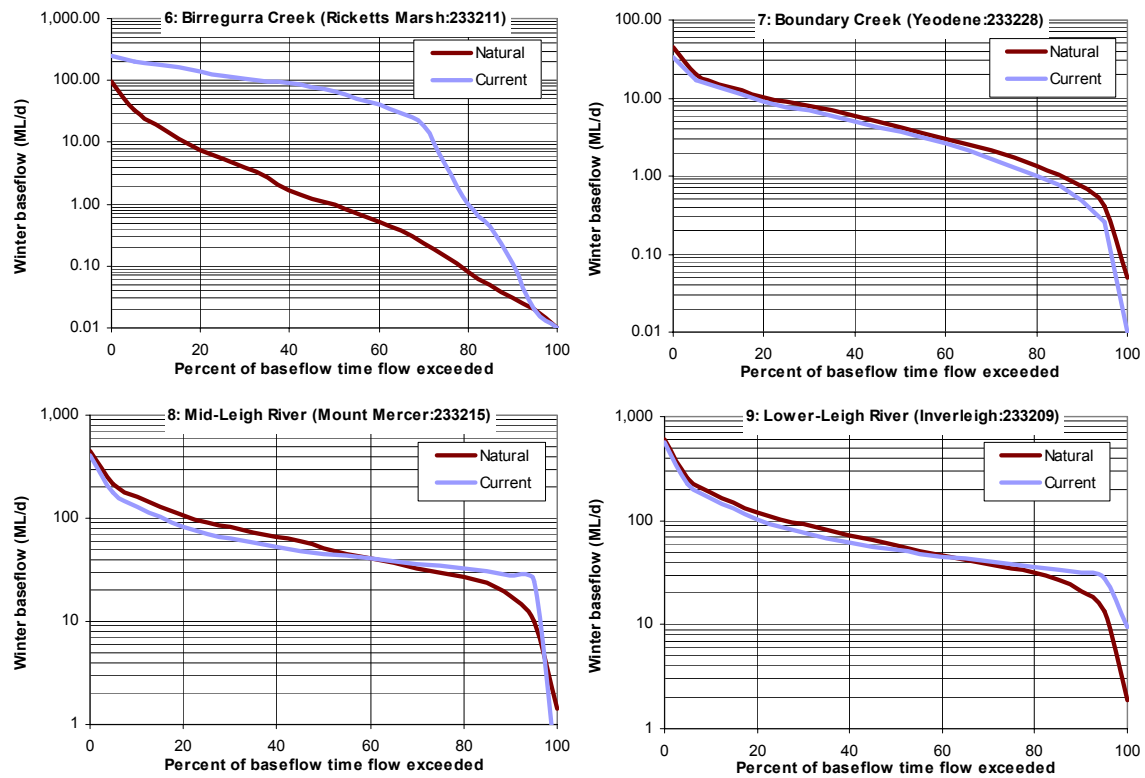 6: Birregurra Creek (Ricketts Marsh:233211)
1,000.00
100.00
10.00
1.00
0.10
0.01
Winter baseflow (ML/d)
Natural
Current
0 20 40 60 80 100
Percent of baseflow time flow exceeded
7: Boundary Creek (Yeodene:233228)
100.00
10.00
1.00
0.10
0.01
Winter baseflow (ML/d)
Natural
Current
0 20 40 60 80 100
Percent of baseflow time flow exceeded
8: Mid-Leigh River (Mount Mercer:233215)
1,000
100
10
1
Winter baseflow (ML/d)
Natural
Current
0 20 40 60 80 100
Percent of baseflow time flow exceeded
9: Lower-Leigh River (Inverleigh:233209)
1,000
100
10
1
Winter baseflow (ML/d)
Natural
Current
0 20 40 60 80 100
Percent of baseflow time flow exceeded